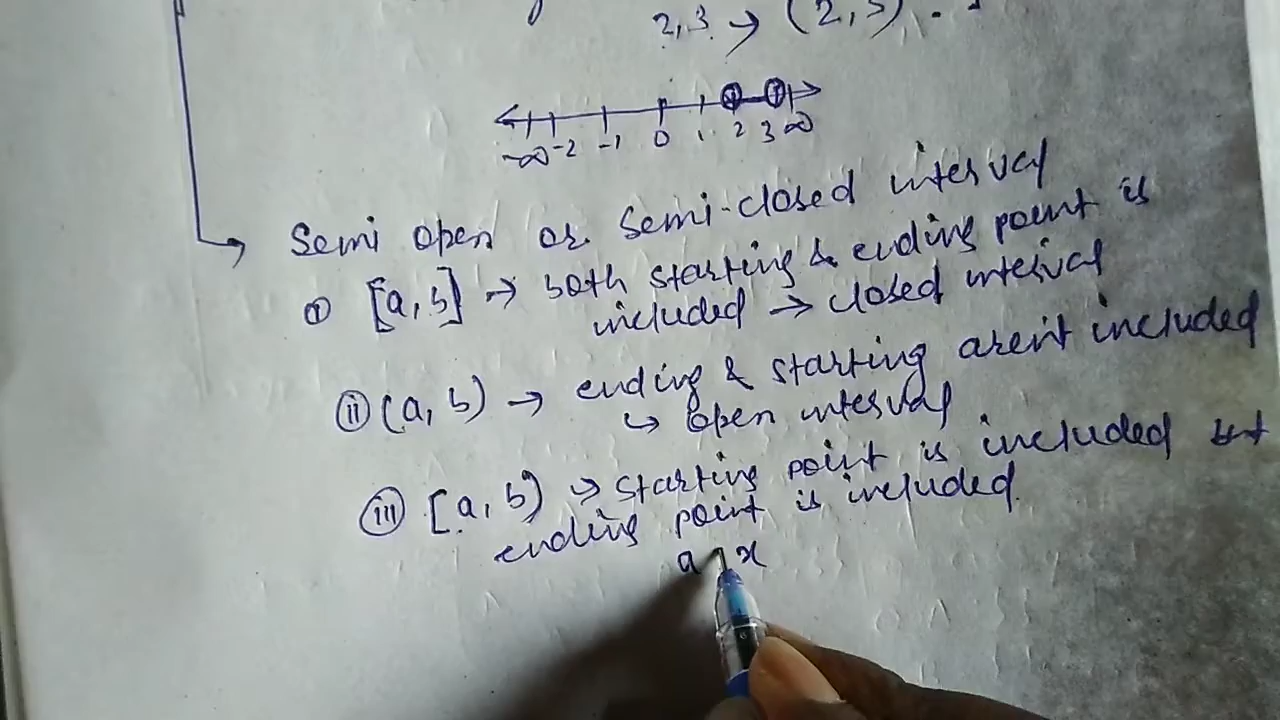 2,3 → (2,3).
-∞ -2 -1 0 1 2 3 ∞
Semi open or Semi-closed interval
(i) [a,b] → both starting & ending point is
included → closed interval
(ii) (a,b) → ending & starting aren't included
↳ open interval
(iii) [a,b) → starting point is included but
ending point is included.
a x